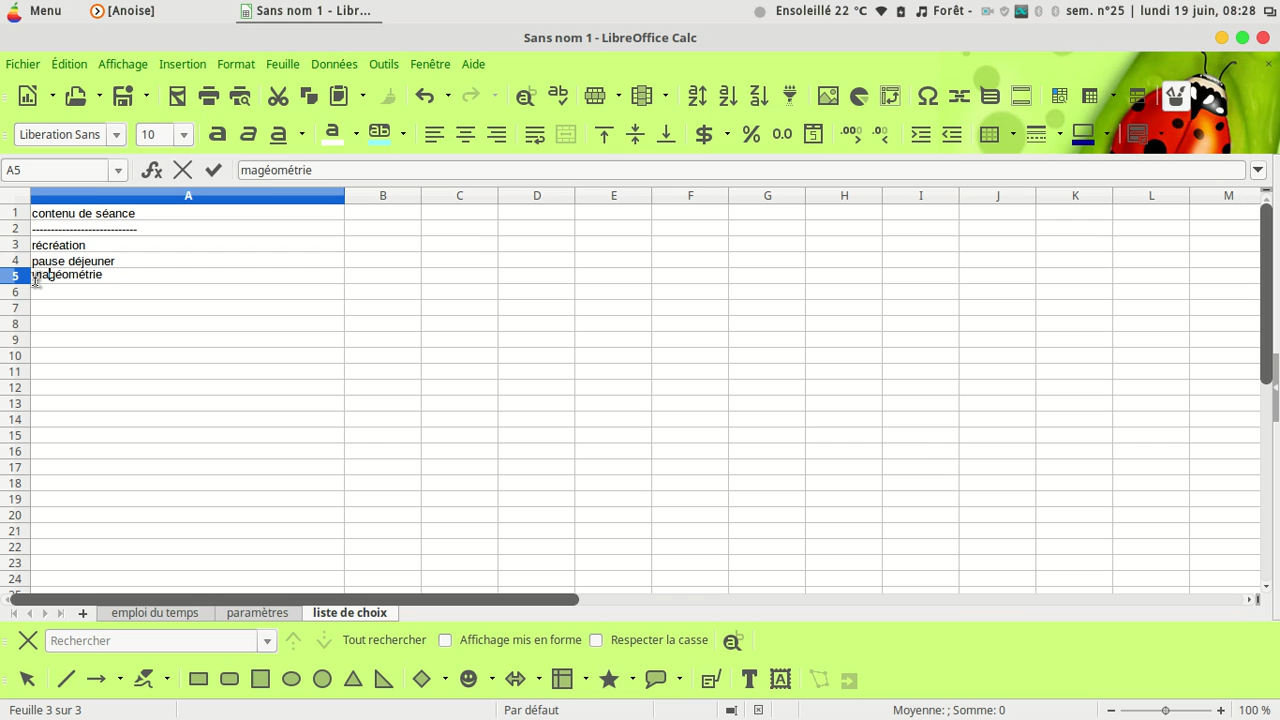 Menu [Anoise] Sans nom 1 - Libr... Ensoleillé 22 °C Forêt - sem. n°25 | lundi 19 juin, 08:28
Sans nom 1 - LibreOffice Calc
Fichier Édition Affichage Insertion Format Feuille Données Outils Fenêtre Aide
Liberation Sans 10
A5 magéométrie
A B C D E F G H I J K L M
1 contenu de séance
2 ----------------------------
3 récréation
4 pause déjeuner
5 magéométrie
6
7
8
9
10
11
12
13
14
15
16
17
18
19
20
21
22
23
24
emploi du temps paramètres liste de choix
Rechercher Tout rechercher Affichage mis en forme Respecter la casse
Feuille 3 sur 3 Par défaut Moyenne: ; Somme: 0 100 %